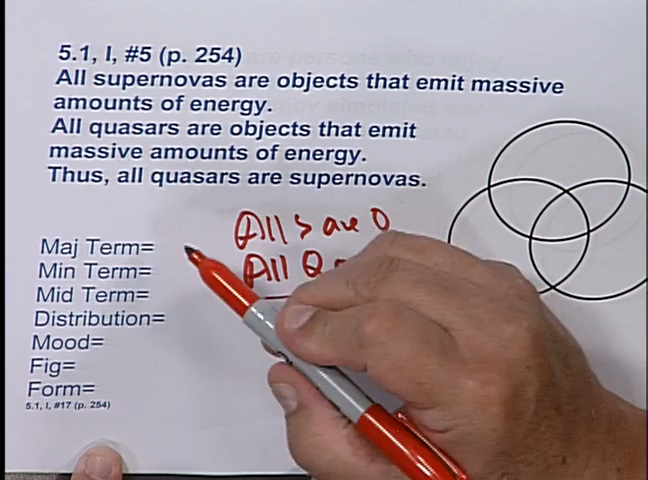 5.1, I, #5 (p. 254)
All supernovas are objects that emit massive
amounts of energy.
All quasars are objects that emit
massive amounts of energy.
Thus, all quasars are supernovas.
All S are O
All Q
Maj Term=
Min Term=
Mid Term=
Distribution=
Mood=
Fig=
Form=
5.1, I, #17 (p. 254)